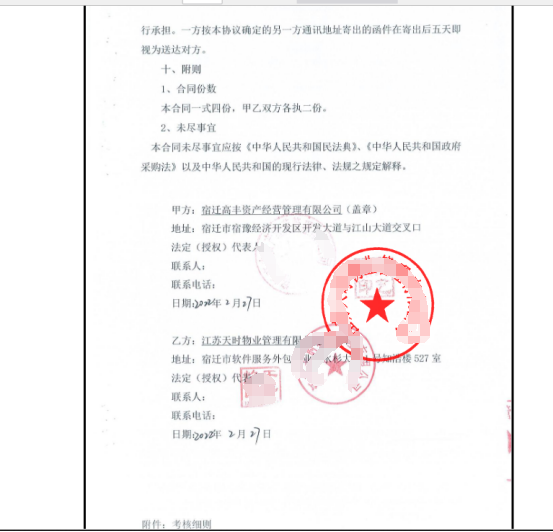 行承担。一方按本协议确定的另一方通讯地址寄出的函件在寄出后五天即
视为送达对方。
十、附则
1、合同份数
本合同一式四份，甲乙双方各执二份。
2、未尽事宜
本合同未尽事宜应按《中华人民共和国民法典》、《中华人民共和国政府
采购法》以及中华人民共和国的现行法律、法规之规定解释。
甲方：宿迁高丰资产经营管理有限公司（盖章）
地址：宿迁市宿豫经济开发区开发大道与江山大道交叉口
法定（授权）代表人
联系人：
联系电话：
日期：2022年2月27日
乙方：江苏天时物业管理有限
地址：宿迁市软件服务外包 大 楼527室
法定（授权）代表
联系人：
联系电话：
日期：2022年2月27日
附件：考核细则